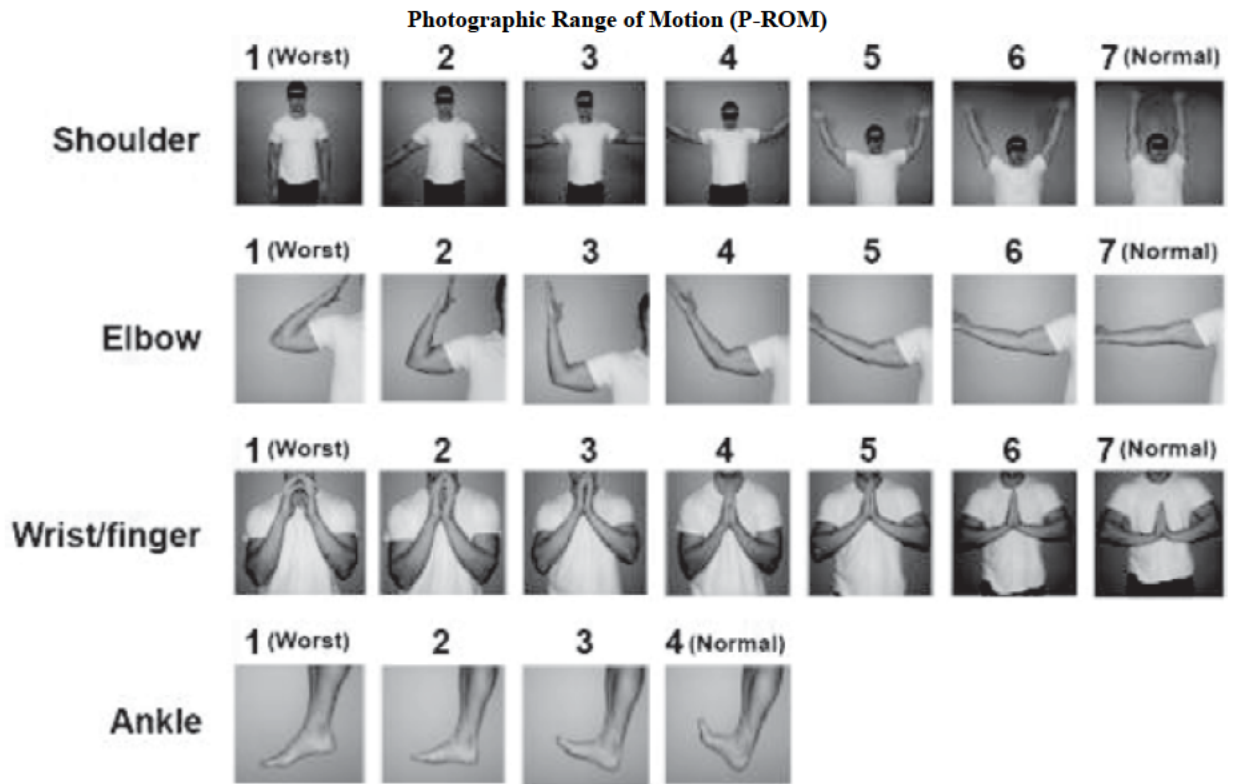 Photographic Range of Motion (P-ROM)
1 (Worst) 2 3 4 5 6 7 (Normal)
Shoulder
1 (Worst) 2 3 4 5 6 7 (Normal)
Elbow
1 (Worst) 2 3 4 5 6 7 (Normal)
Wrist/finger
1 (Worst) 2 3 4 (Normal)
Ankle